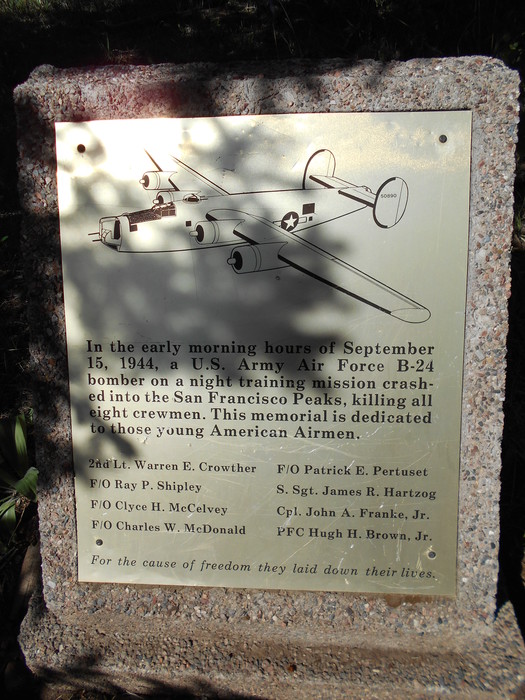 50890
In the early morning hours of September
15, 1944, a U.S. Army Air Force B-24
bomber on a night training mission crash-
ed into the San Francisco Peaks, killing all
eight crewmen. This memorial is dedicated
to those young American Airmen.
2nd Lt. Warren E. Crowther
F/O Ray P. Shipley
F/O Clyce H. McCelvey
F/O Charles W. McDonald
F/O Patrick E. Pertuset
S. Sgt. James R. Hartzog
Cpl. John A. Franke, Jr.
PFC Hugh H. Brown, Jr.
For the cause of freedom they laid down their lives.